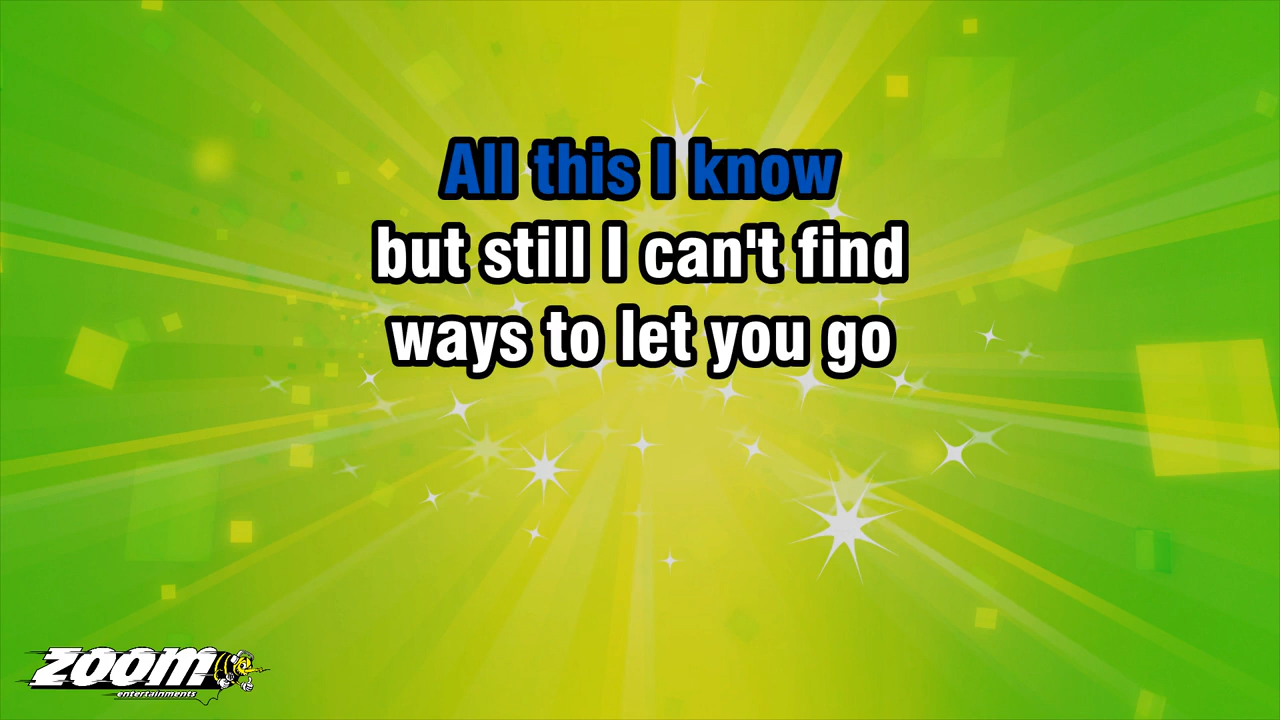 All this I know
but still I can't find
ways to let you go
zoom
entertainments